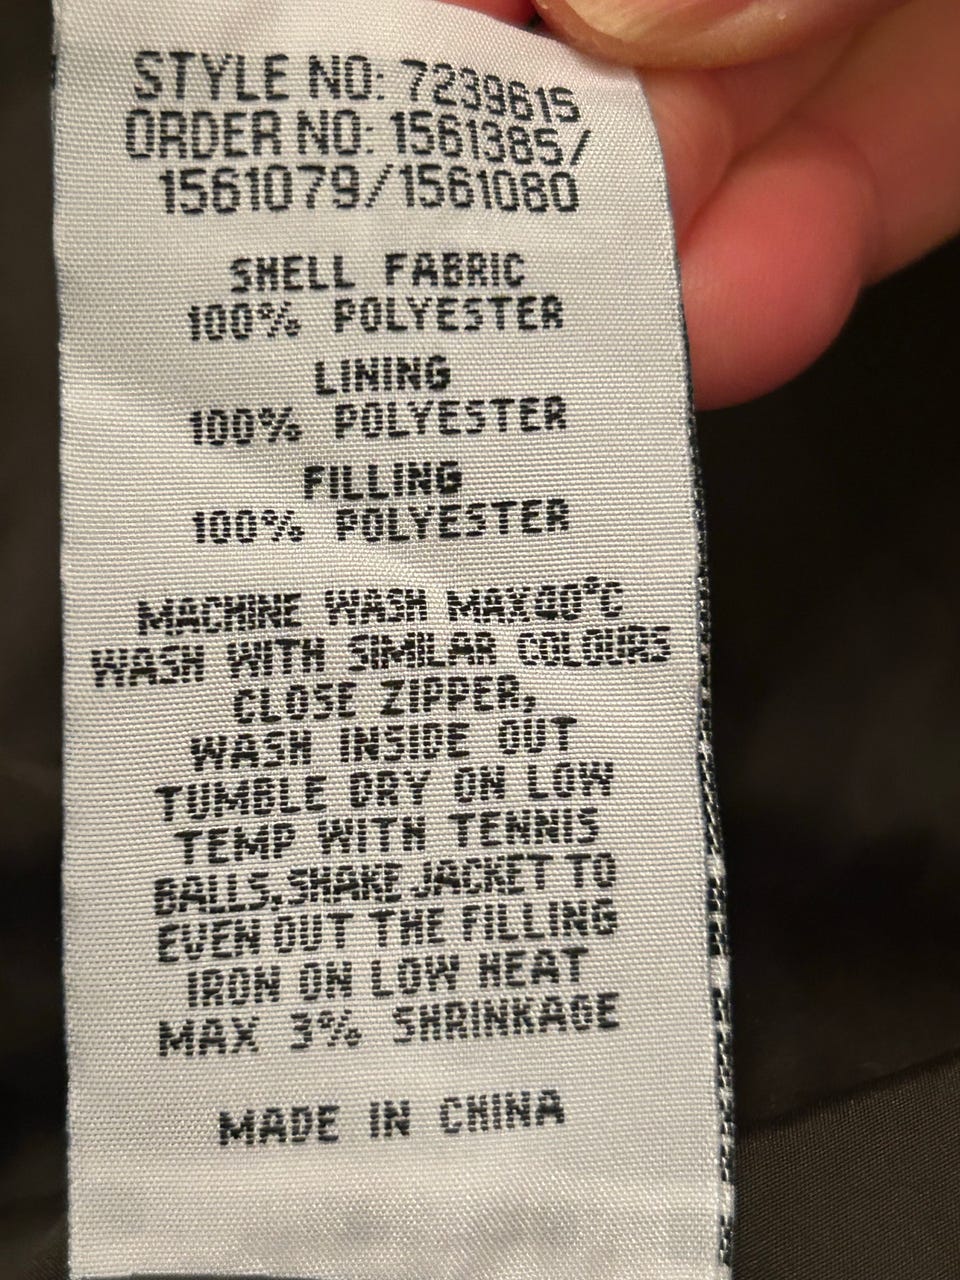 STYLE NO: 7239615
ORDER NO: 1561385/
1561079/1561080
SHELL FABRIC
100% POLYESTER
LINING
100% POLYESTER
FILLING
100% POLYESTER
MACHINE WASH MAX40°C
WASH WITH SIMILAR COLOURS
CLOSE ZIPPER,
WASH INSIDE OUT
TUMBLE DRY ON LOW
TEMP WITH TENNIS
BALLS.SHAKE JACKET TO
EVEN OUT THE FILLING
IRON ON LOW HEAT
MAX 3% SHRINKAGE
MADE IN CHINA